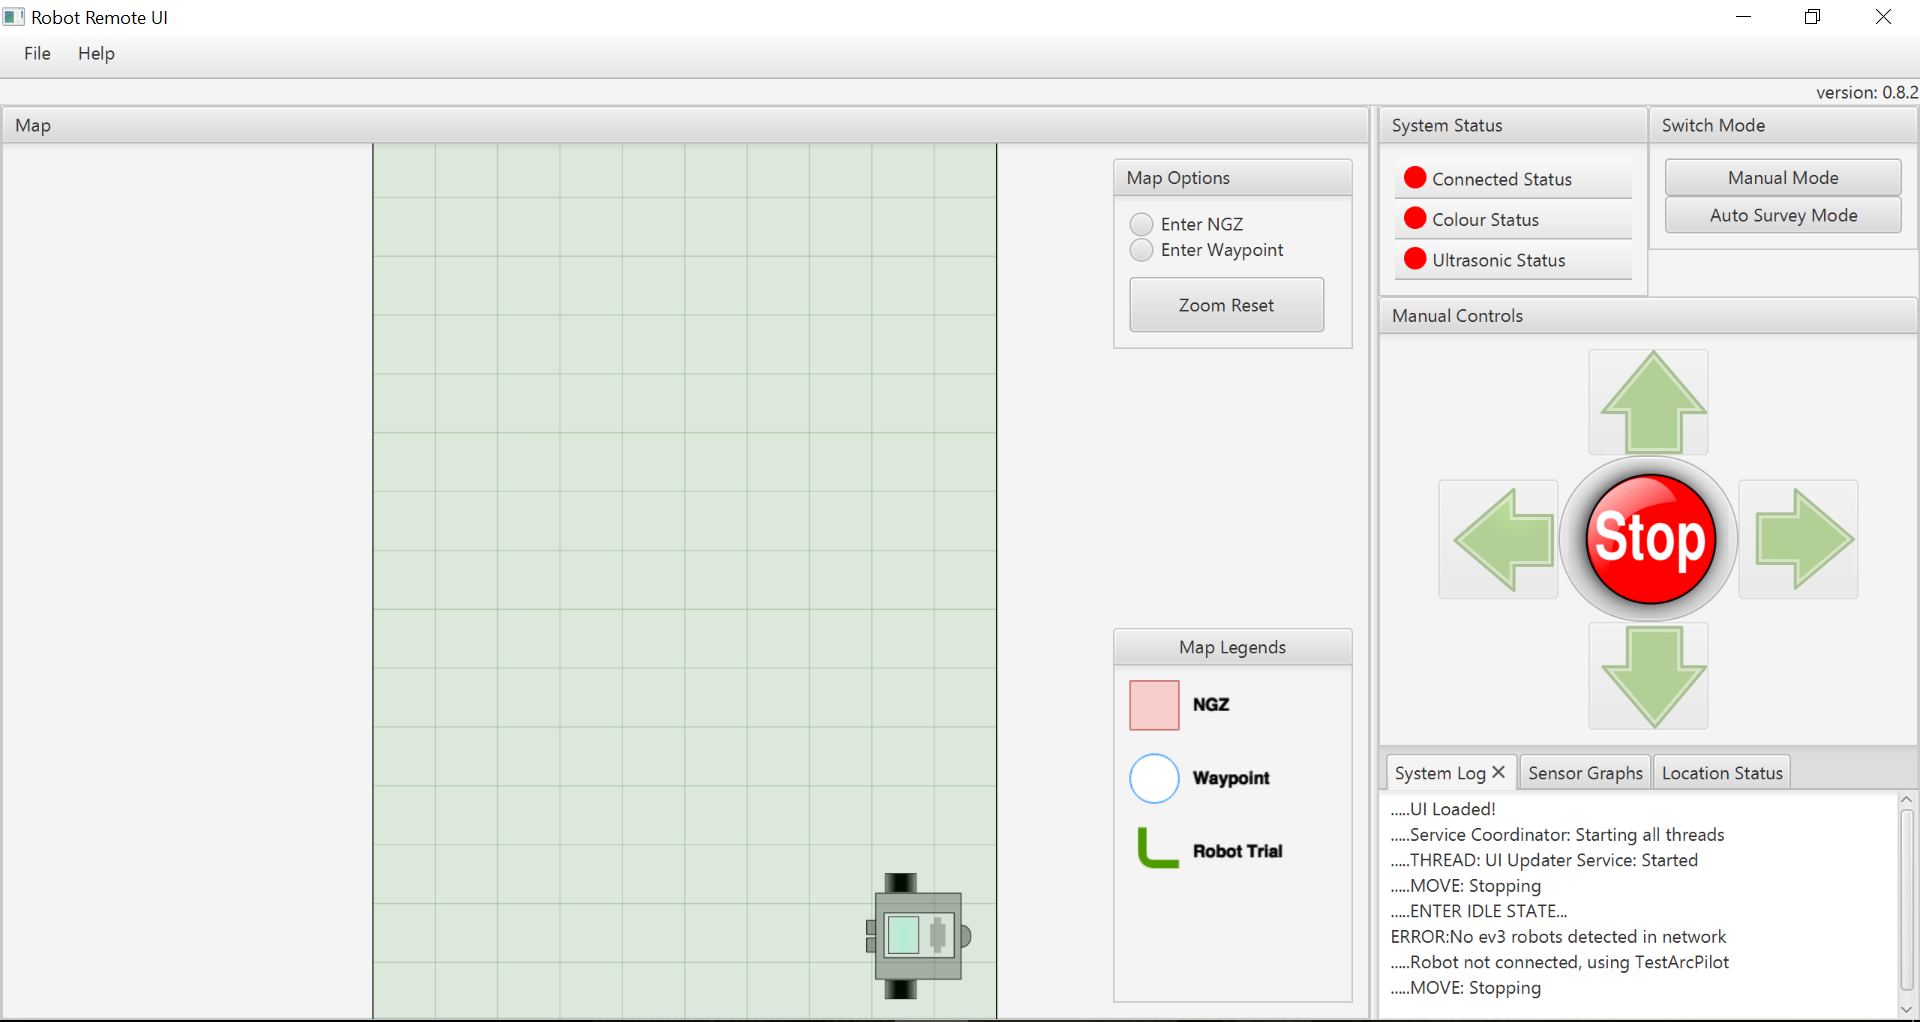 Robot Remote UI
File Help
version: 0.8.2
Map
Map Options
Enter NGZ
Enter Waypoint
Zoom Reset
Map Legends
NGZ
Waypoint
Robot Trial
System Status
Connected Status
Colour Status
Ultrasonic Status
Switch Mode
Manual Mode
Auto Survey Mode
Manual Controls
Stop
System Log Sensor Graphs Location Status
.....UI Loaded!
.....Service Coordinator: Starting all threads
.....THREAD: UI Updater Service: Started
.....MOVE: Stopping
.....ENTER IDLE STATE...
ERROR:No ev3 robots detected in network
.....Robot not connected, using TestArcPilot
.....MOVE: Stopping